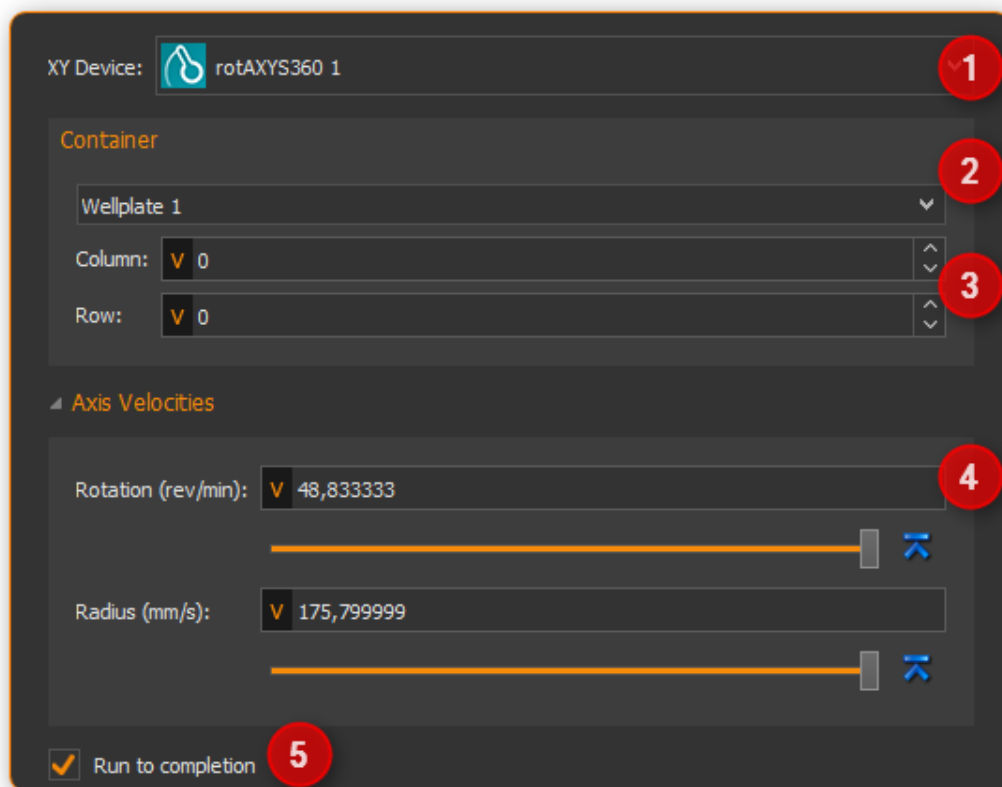 XY Device: rotAXYS360 1 1
Container
2
Wellplate 1
Column: V 0
3
Row: V 0
Axis Velocities
Rotation (rev/min): V 48,833333 4
Radius (mm/s): V 175,799999
Run to completion 5